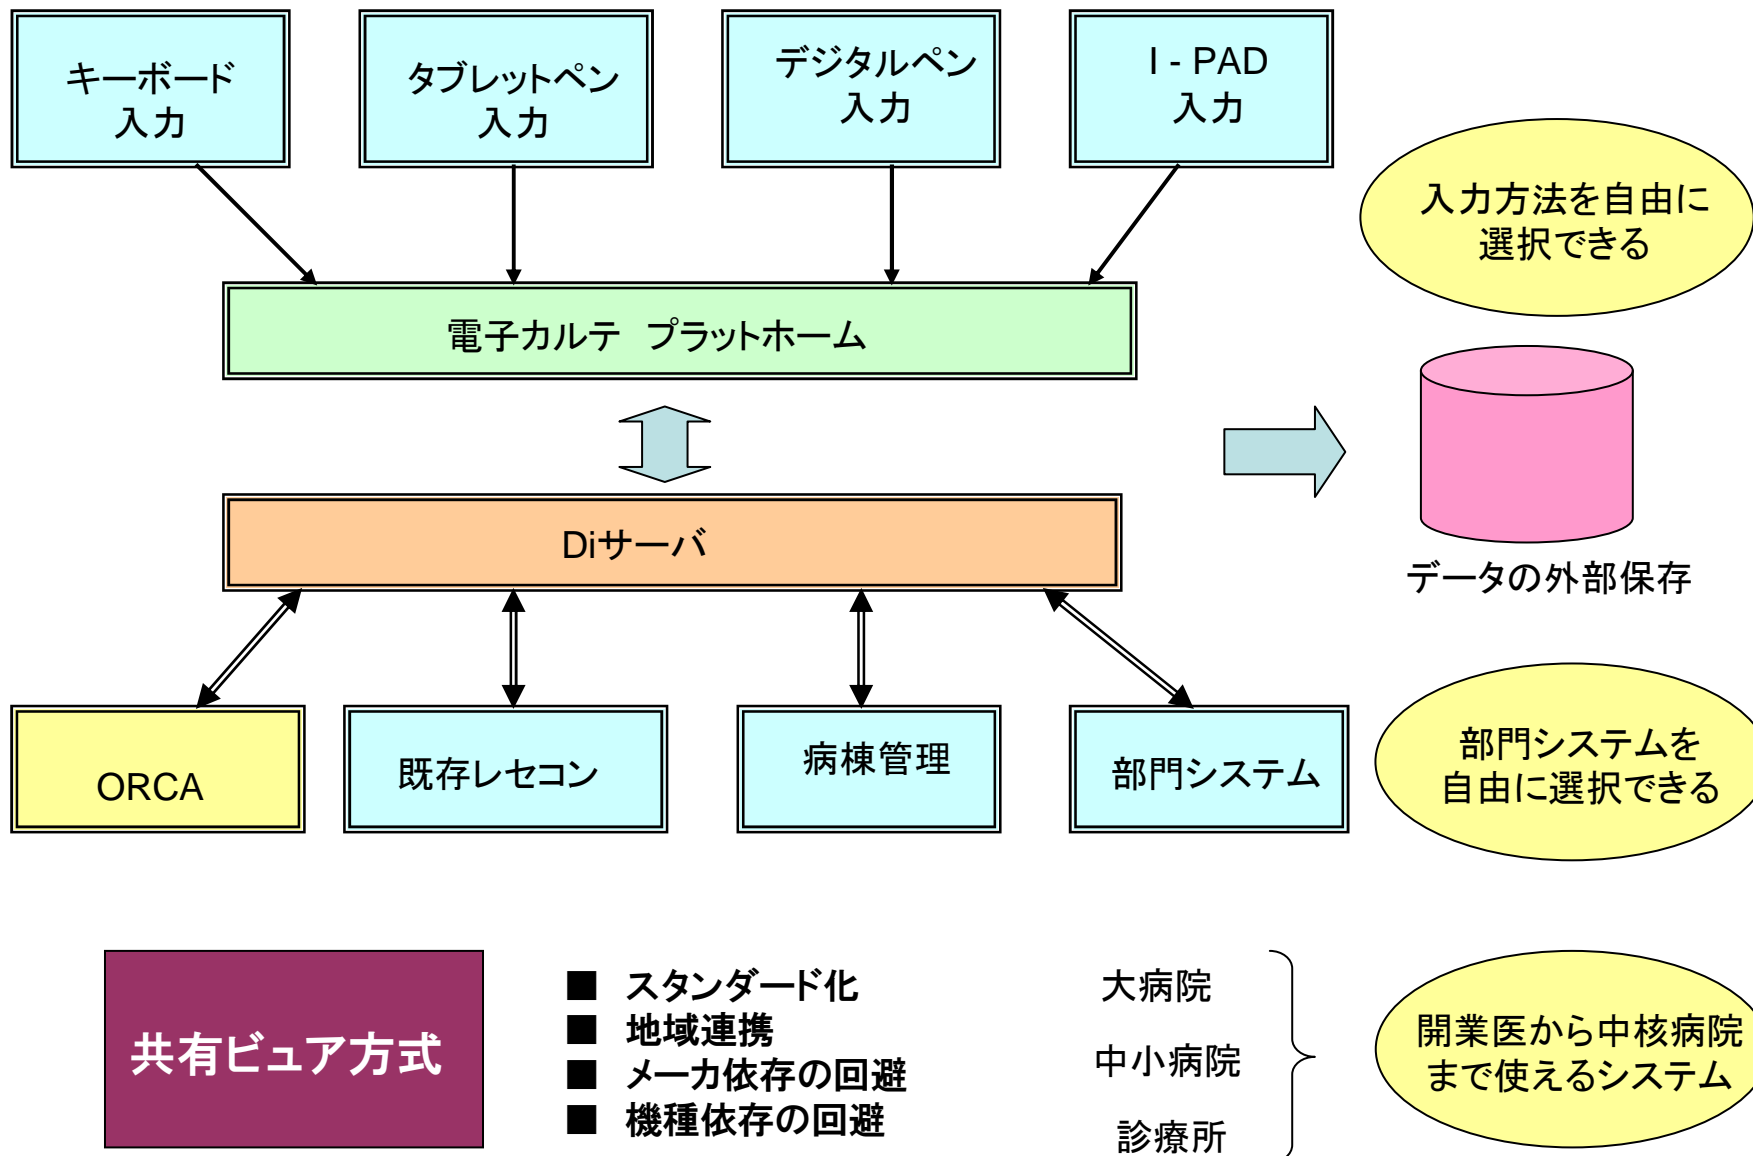 キーボード
入力
タブレットペン
入力
デジタルペン
入力
I - PAD
入力
入力方法を自由に
選択できる
電子カルテ　プラットホーム
Diサーバ
データの外部保存
ORCA
既存レセコン
病棟管理
部門システム
部門システムを
自由に選択できる
共有ビュア方式
■ スタンダード化
■ 地域連携
■ メーカ依存の回避
■ 機種依存の回避
大病院
中小病院
診療所
開業医から中核病院
まで使えるシステム